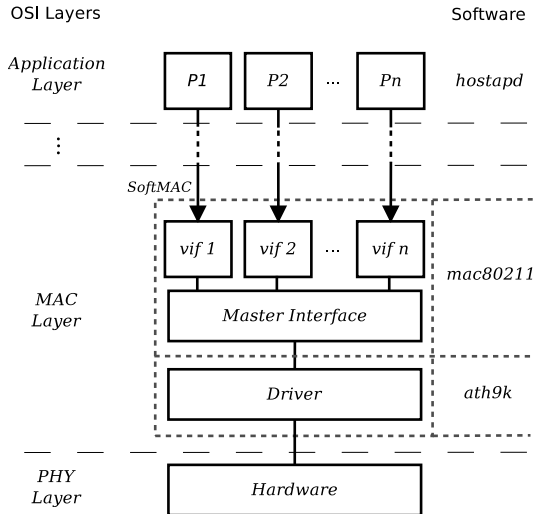 OSI Layers
Software
Application
Layer
P1
P2
...
Pn
hostapd
...
SoftMAC
vif 1
vif 2
...
vif n
mac80211
MAC
Layer
Master Interface
Driver
ath9k
PHY
Layer
Hardware